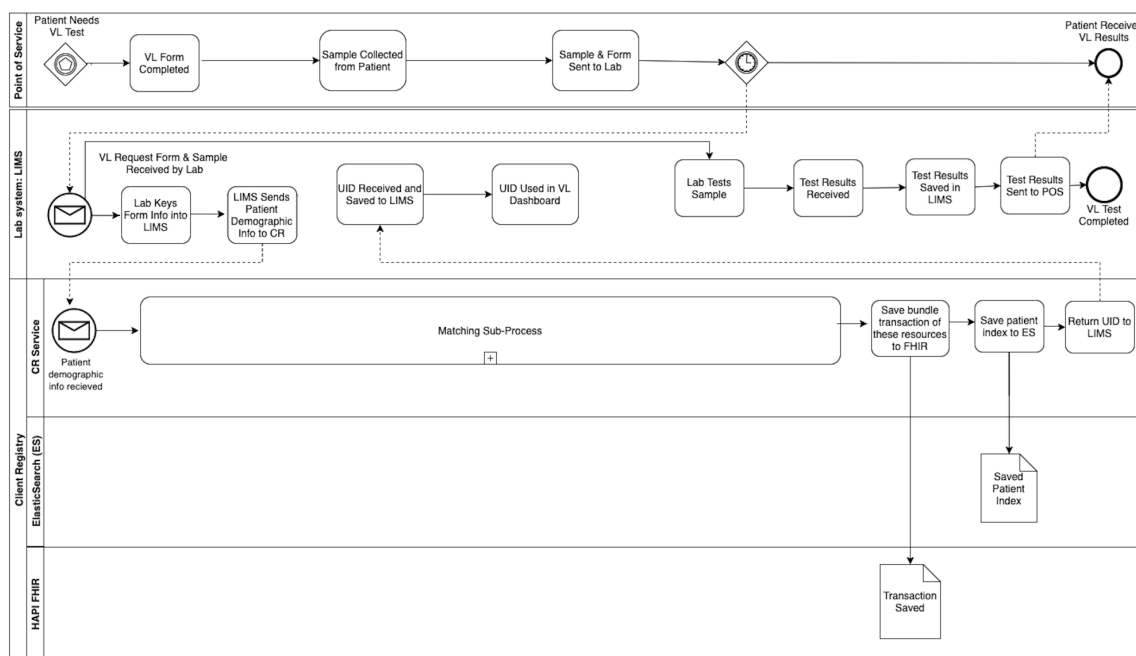 Point of Service
Patient Needs
VL Test
VL Form
Completed
Sample Collected
from Patient
Sample & Form
Sent to Lab
Patient Receive
VL Results
Lab system: LIMS
VL Request Form & Sample
Received by Lab
Lab Keys
Form Info into
LIMS
LIMS Sends
Patient
Demographic
Info to CR
UID Received and
Saved to LIMS
UID Used in VL
Dashboard
Lab Tests
Sample
Test Results
Received
Test Results
Saved in
LIMS
Test Results
Sent to POS
VL Test
Completed
Client Registry
CR Service
Patient
demographic
info recieved
Matching Sub-Process
Save bundle
transaction of
these resources
to FHIR
Save patient
index to ES
Return UID to
LIMS
ElasticSearch (ES)
Saved
Patient
Index
HAPI FHIR
Transaction
Saved